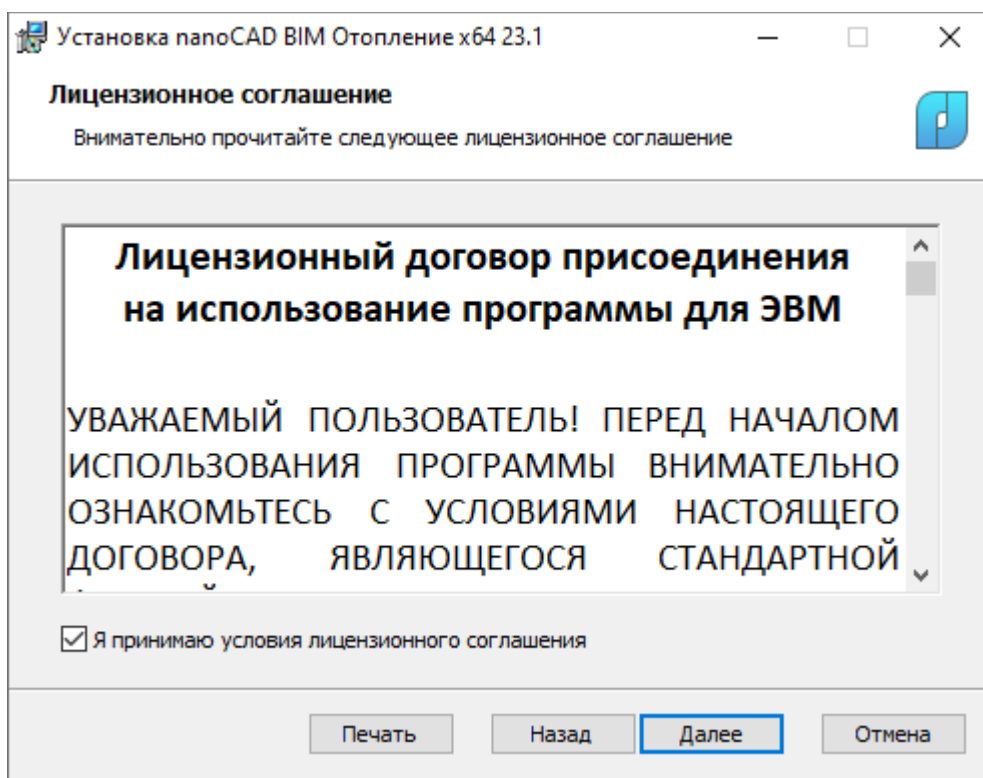 Установка nanoCAD BIM Отопление x64 23.1
Лицензионное соглашение
Внимательно прочитайте следующее лицензионное соглашение
Лицензионный договор присоединения
на использование программы для ЭВМ
УВАЖАЕМЫЙ ПОЛЬЗОВАТЕЛЬ! ПЕРЕД НАЧАЛОМ
ИСПОЛЬЗОВАНИЯ ПРОГРАММЫ ВНИМАТЕЛЬНО
ОЗНАКОМЬТЕСЬ С УСЛОВИЯМИ НАСТОЯЩЕГО
ДОГОВОРА, ЯВЛЯЮЩЕГОСЯ СТАНДАРТНОЙ
Я принимаю условия лицензионного соглашения
Печать Назад Далее Отмена